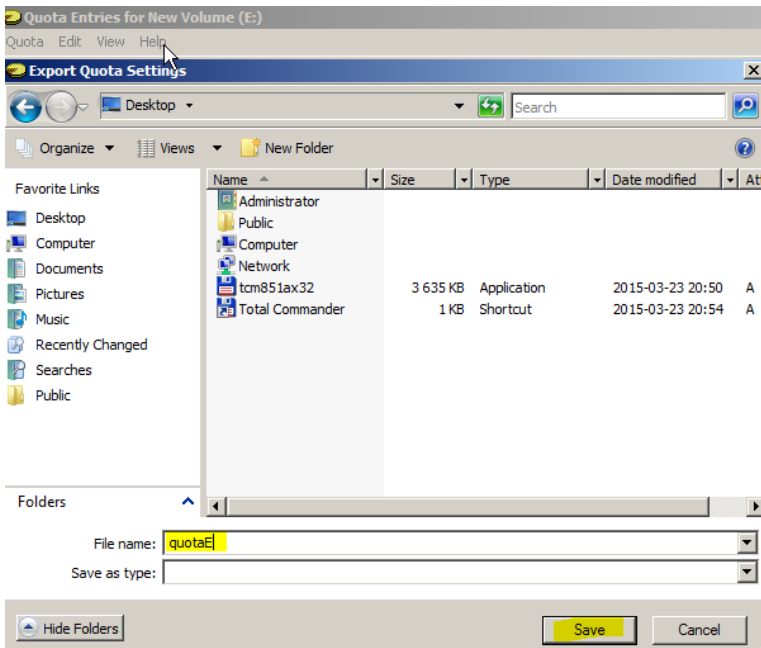 Quota Entries for New Volume (E:)
Quota Edit View Help
Export Quota Settings
Desktop Search
Organize Views New Folder
Favorite Links
Desktop
Computer
Documents
Pictures
Music
Recently Changed
Searches
Public
Folders
Name Size Type Date modified At
Administrator
Public
Computer
Network
tcm851ax32 3 635 KB Application 2015-03-23 20:50 A
Total Commander 1 KB Shortcut 2015-03-23 20:54 A
File name: quotaE
Save as type:
Hide Folders Save Cancel